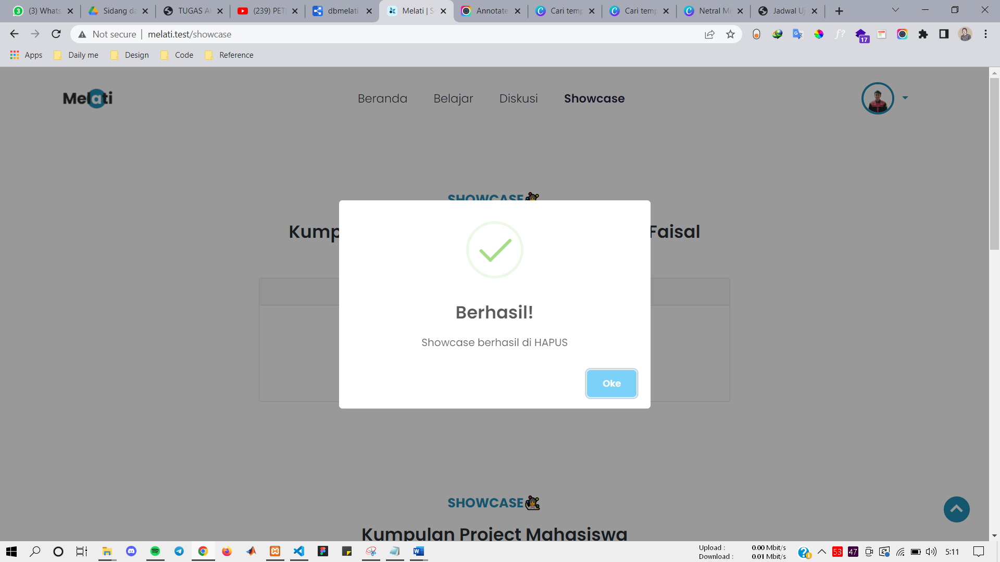 (3) Whats
Sidang da
TUGAS A
(239) PET
dbmelati
Melati | S
Annotate
Cari temp
Cari temp
Netral Mi
Jadwal Uj
Not secure
melati.test/showcase
17
Apps
Daily me
Design
Code
Reference
Melati
Beranda
Belajar
Diskusi
Showcase
SHOWCASE
Kump
Faisal
Berhasil!
Showcase berhasil di HAPUS
Oke
SHOWCASE
Kumpulan Project Mahasiswa
Upload : 0.00 Mbit/s
Download : 0.01 Mbit/s
53
47
5:11